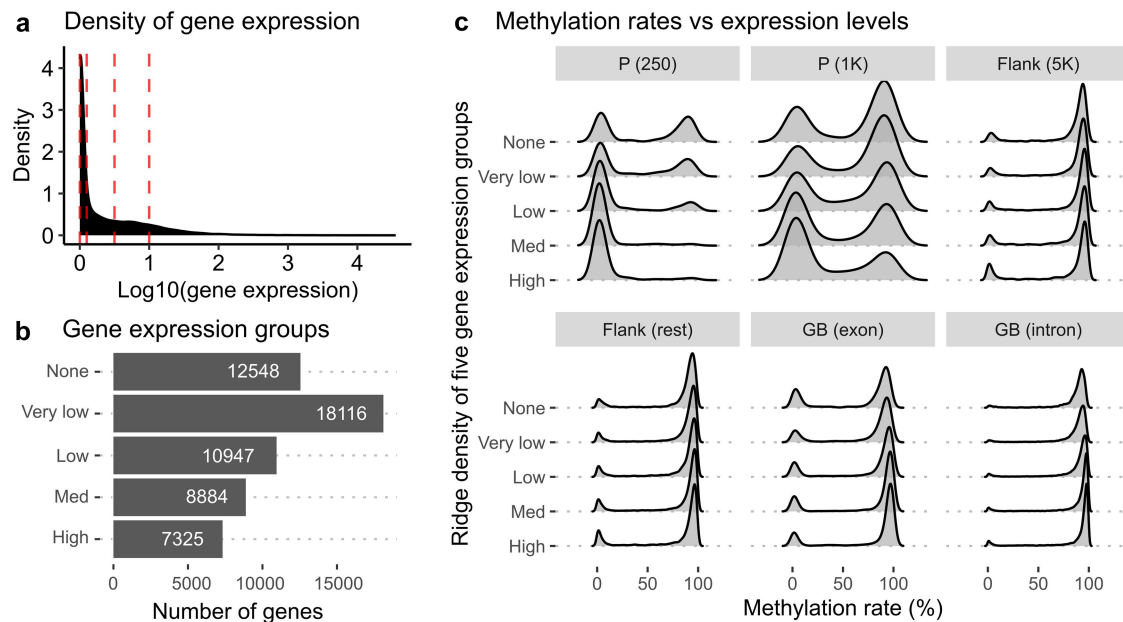 a Density of gene expression
Density
4
3
2
1
0
0 1 2 3 4
Log10(gene expression)
b Gene expression groups
None 12548
Very low 18116
Low 10947
Med 8884
High 7325
0 5000 10000 15000
Number of genes
c Methylation rates vs expression levels
Ridge density of five gene expression groups
P (250) P (1K) Flank (5K)
None
Very low
Low
Med
High
Flank (rest) GB (exon) GB (intron)
None
Very low
Low
Med
High
0 50 100 0 50 100 0 50 100
Methylation rate (%)